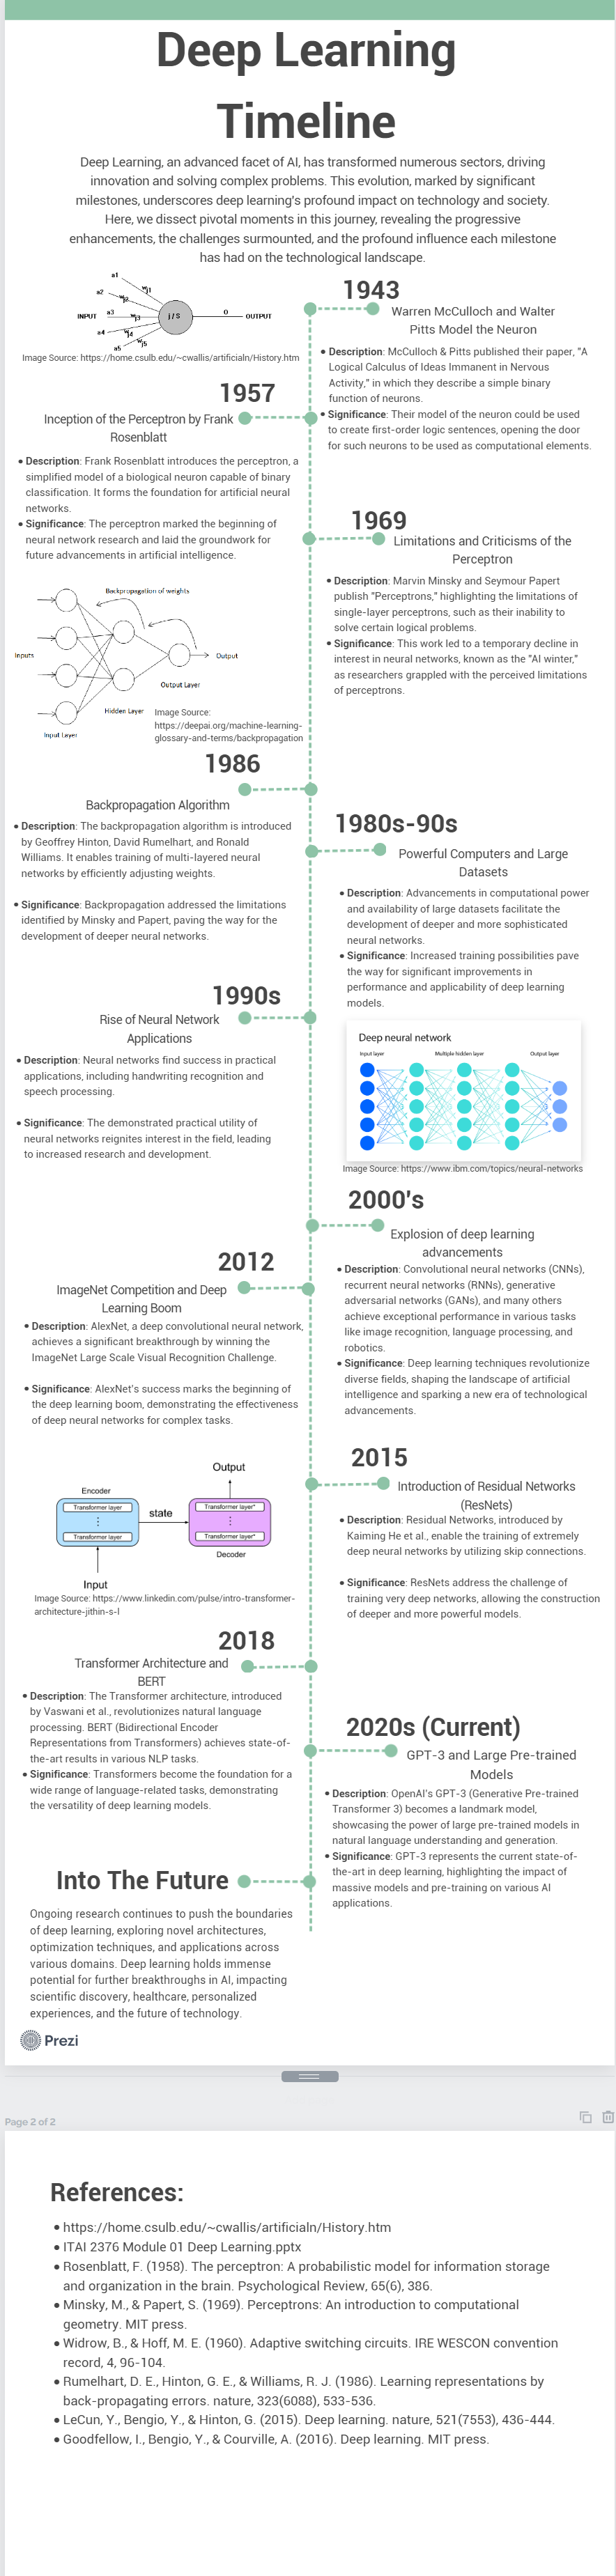 Deep Learning
Timeline
Deep Learning, an advanced facet of AI, has transformed numerous sectors, driving
innovation and solving complex problems. This evolution, marked by significant
milestones, underscores deep learning's profound impact on technology and society.
Here, we dissect pivotal moments in this journey, revealing the progressive
enhancements, the challenges surmounted, and the profound influence each milestone
has had on the technological landscape.
a1
a2
a3
a4
a5
wj1
wj2
wj3
wj4
wj5
INPUT
j / S
O
OUTPUT
Image Source: https://home.csulb.edu/~cwallis/artificialn/History.htm
1943
Warren McCulloch and Walter
Pitts Model the Neuron
• Description: McCulloch & Pitts published their paper, "A
Logical Calculus of Ideas Immanent in Nervous
Activity," in which they describe a simple binary
function of neurons.
• Significance: Their model of the neuron could be used
to create first-order logic sentences, opening the door
for such neurons to be used as computational elements.
1957
Inception of the Perceptron by Frank
Rosenblatt
• Description: Frank Rosenblatt introduces the perceptron, a
simplified model of a biological neuron capable of binary
classification. It forms the foundation for artificial neural
networks.
• Significance: The perceptron marked the beginning of
neural network research and laid the groundwork for
future advancements in artificial intelligence.
1969
Limitations and Criticisms of the
Perceptron
• Description: Marvin Minsky and Seymour Papert
publish "Perceptrons," highlighting the limitations of
single-layer perceptrons, such as their inability to
solve certain logical problems.
• Significance: This work led to a temporary decline in
interest in neural networks, known as the "AI winter,"
as researchers grappled with the perceived limitations
of perceptrons.
Backpropagation of weights
Inputs
Output
Output Layer
Hidden Layer
Input Layer
Image Source:
https://deepai.org/machine-learning-
glossary-and-terms/backpropagation
1986
Backpropagation Algorithm
• Description: The backpropagation algorithm is introduced
by Geoffrey Hinton, David Rumelhart, and Ronald
Williams. It enables training of multi-layered neural
networks by efficiently adjusting weights.
• Significance: Backpropagation addressed the limitations
identified by Minsky and Papert, paving the way for the
development of deeper neural networks.
1980s-90s
Powerful Computers and Large
Datasets
• Description: Advancements in computational power
and availability of large datasets facilitate the
development of deeper and more sophisticated
neural networks.
• Significance: Increased training possibilities pave
the way for significant improvements in
performance and applicability of deep learning
models.
1990s
Rise of Neural Network
Applications
• Description: Neural networks find success in practical
applications, including handwriting recognition and
speech processing.
• Significance: The demonstrated practical utility of
neural networks reignites interest in the field, leading
to increased research and development.
Deep neural network
Input layer
Multiple hidden layer
Output layer
Image Source: https://www.ibm.com/topics/neural-networks
2000's
Explosion of deep learning
advancements
• Description: Convolutional neural networks (CNNs),
recurrent neural networks (RNNs), generative
adversarial networks (GANs), and many others
achieve exceptional performance in various tasks
like image recognition, language processing, and
robotics.
• Significance: Deep learning techniques revolutionize
diverse fields, shaping the landscape of artificial
intelligence and sparking a new era of technological
advancements.
2012
ImageNet Competition and Deep
Learning Boom
• Description: AlexNet, a deep convolutional neural network,
achieves a significant breakthrough by winning the
ImageNet Large Scale Visual Recognition Challenge.
• Significance: AlexNet's success marks the beginning of
the deep learning boom, demonstrating the effectiveness
of deep neural networks for complex tasks.
2015
Introduction of Residual Networks
(ResNets)
• Description: Residual Networks, introduced by
Kaiming He et al., enable the training of extremely
deep neural networks by utilizing skip connections.
• Significance: ResNets address the challenge of
training very deep networks, allowing the construction
of deeper and more powerful models.
Output
Encoder
Transformer layer
Transformer layer
state
Transformer layer*
Transformer layer*
Decoder
Input
Image Source: https://www.linkedin.com/pulse/intro-transformer-
architecture-jithin-s-l
2018
Transformer Architecture and
BERT
• Description: The Transformer architecture, introduced
by Vaswani et al., revolutionizes natural language
processing. BERT (Bidirectional Encoder
Representations from Transformers) achieves state-of-
the-art results in various NLP tasks.
• Significance: Transformers become the foundation for a
wide range of language-related tasks, demonstrating
the versatility of deep learning models.
2020s (Current)
GPT-3 and Large Pre-trained
Models
• Description: OpenAI's GPT-3 (Generative Pre-trained
Transformer 3) becomes a landmark model,
showcasing the power of large pre-trained models in
natural language understanding and generation.
• Significance: GPT-3 represents the current state-of-
the-art in deep learning, highlighting the impact of
massive models and pre-training on various AI
applications.
Into The Future
Ongoing research continues to push the boundaries
of deep learning, exploring novel architectures,
optimization techniques, and applications across
various domains. Deep learning holds immense
potential for further breakthroughs in AI, impacting
scientific discovery, healthcare, personalized
experiences, and the future of technology.
Prezi
Page 2 of 2
References:
• https://home.csulb.edu/~cwallis/artificialn/History.htm
• ITAI 2376 Module 01 Deep Learning.pptx
• Rosenblatt, F. (1958). The perceptron: A probabilistic model for information storage
and organization in the brain. Psychological Review, 65(6), 386.
• Minsky, M., & Papert, S. (1969). Perceptrons: An introduction to computational
geometry. MIT press.
• Widrow, B., & Hoff, M. E. (1960). Adaptive switching circuits. IRE WESCON convention
record, 4, 96-104.
• Rumelhart, D. E., Hinton, G. E., & Williams, R. J. (1986). Learning representations by
back-propagating errors. nature, 323(6088), 533-536.
• LeCun, Y., Bengio, Y., & Hinton, G. (2015). Deep learning. nature, 521(7553), 436-444.
• Goodfellow, I., Bengio, Y., & Courville, A. (2016). Deep learning. MIT press.